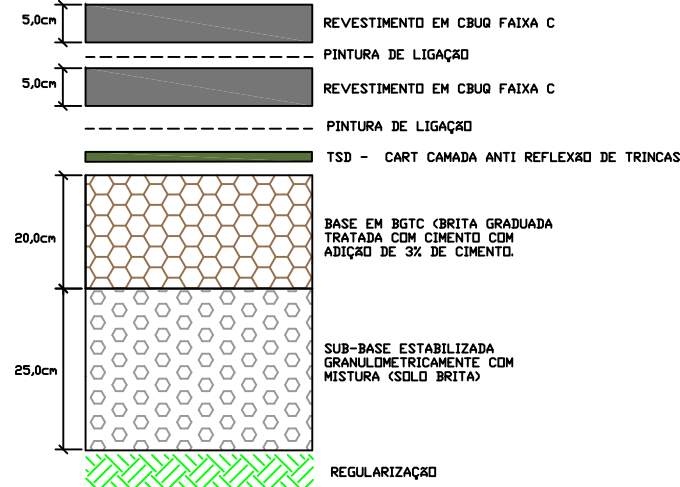 5,0cm
REVESTIMENTO EM CBUQ FAIXA C
PINTURA DE LIGAÇÃO
5,0cm
REVESTIMENTO EM CBUQ FAIXA C
PINTURA DE LIGAÇÃO
TSD - CART CAMADA ANTI REFLEXÃO DE TRINCAS
20,0cm
BASE EM BGTC (BRITA GRADUADA
TRATADA COM CIMENTO COM
ADIÇÃO DE 3% DE CIMENTO.
25,0cm
SUB-BASE ESTABILIZADA
GRANULOMETRICAMENTE COM
MISTURA (SOLO BRITA)
REGULARIZAÇÃO